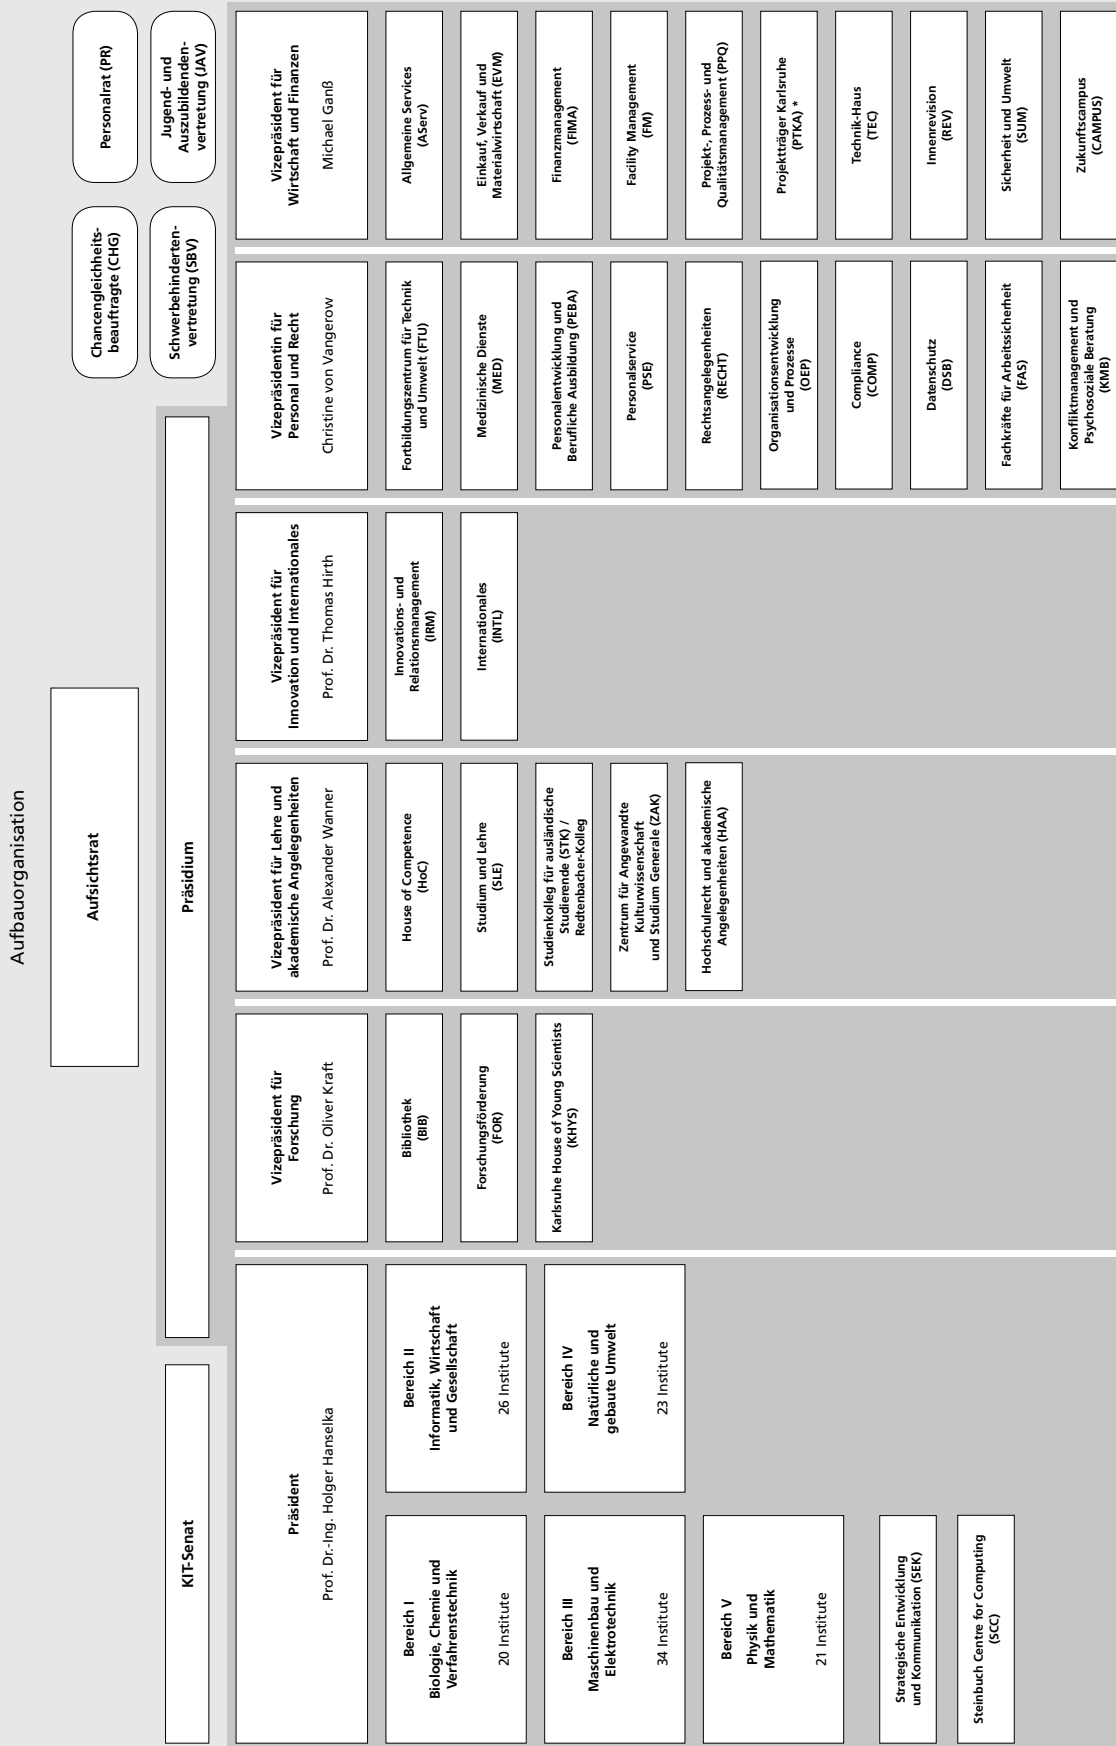 Aufbauorganisation
Aufsichtsrat
Chancengleichheits-
beauftragte (CHG)
Personalrat (PR)
Schwerbehinderten-
vertretung (SBV)
Jugend- und
Auszubildenden-
vertretung (JAV)
KIT-Senat
Präsidium
Präsident
Prof. Dr.-Ing. Holger Hanselka
Bereich I
Biologie, Chemie und
Verfahrenstechnik
20 Institute
Bereich II
Informatik, Wirtschaft
und Gesellschaft
26 Institute
Bereich III
Maschinenbau und
Elektrotechnik
34 Institute
Bereich IV
Natürliche und
gebaute Umwelt
23 Institute
Bereich V
Physik und
Mathematik
21 Institute
Strategische Entwicklung
und Kommunikation (SEK)
Steinbuch Centre for Computing
(SCC)
Vizepräsident für
Forschung
Prof. Dr. Oliver Kraft
Bibliothek
(BIB)
Forschungsförderung
(FOR)
Karlsruhe House of Young Scientists
(KHYS)
Vizepräsident für Lehre und
akademische Angelegenheiten
Prof. Dr. Alexander Wanner
House of Competence
(HoC)
Studium und Lehre
(SLE)
Studienkolleg für ausländische
Studierende (STK) /
Redtenbacher-Kolleg
Zentrum für Angewandte
Kulturwissenschaft
und Studium Generale (ZAK)
Hochschulrecht und akademische
Angelegenheiten (HAA)
Vizepräsident für
Innovation und Internationales
Prof. Dr. Thomas Hirth
Innovations- und
Relationsmanagement
(IRM)
Internationales
(INTL)
Vizepräsidentin für
Personal und Recht
Christine von Vangerow
Fortbildungszentrum für Technik
und Umwelt (FTU)
Medizinische Dienste
(MED)
Personalentwicklung und
Berufliche Ausbildung (PEBA)
Personalservice
(PSE)
Rechtsangelegenheiten
(RECHT)
Organisationsentwicklung
und Prozesse
(OEP)
Compliance
(COMP)
Datenschutz
(DSB)
Fachkräfte für Arbeitssicherheit
(FAS)
Konfliktmanagement und
Psychosoziale Beratung
(KMB)
Vizepräsident für
Wirtschaft und Finanzen
Michael Ganß
Allgemeine Services
(AServ)
Einkauf, Verkauf und
Materialwirtschaft (EVM)
Finanzmanagement
(FIMA)
Facility Management
(FM)
Projekt-, Prozess- und
Qualitätsmanagement (PPQ)
Projektträger Karlsruhe
(PTKA) *
Technik-Haus
(TEC)
Innenrevision
(REV)
Sicherheit und Umwelt
(SUM)
Zukunftscampus
(CAMPUS)